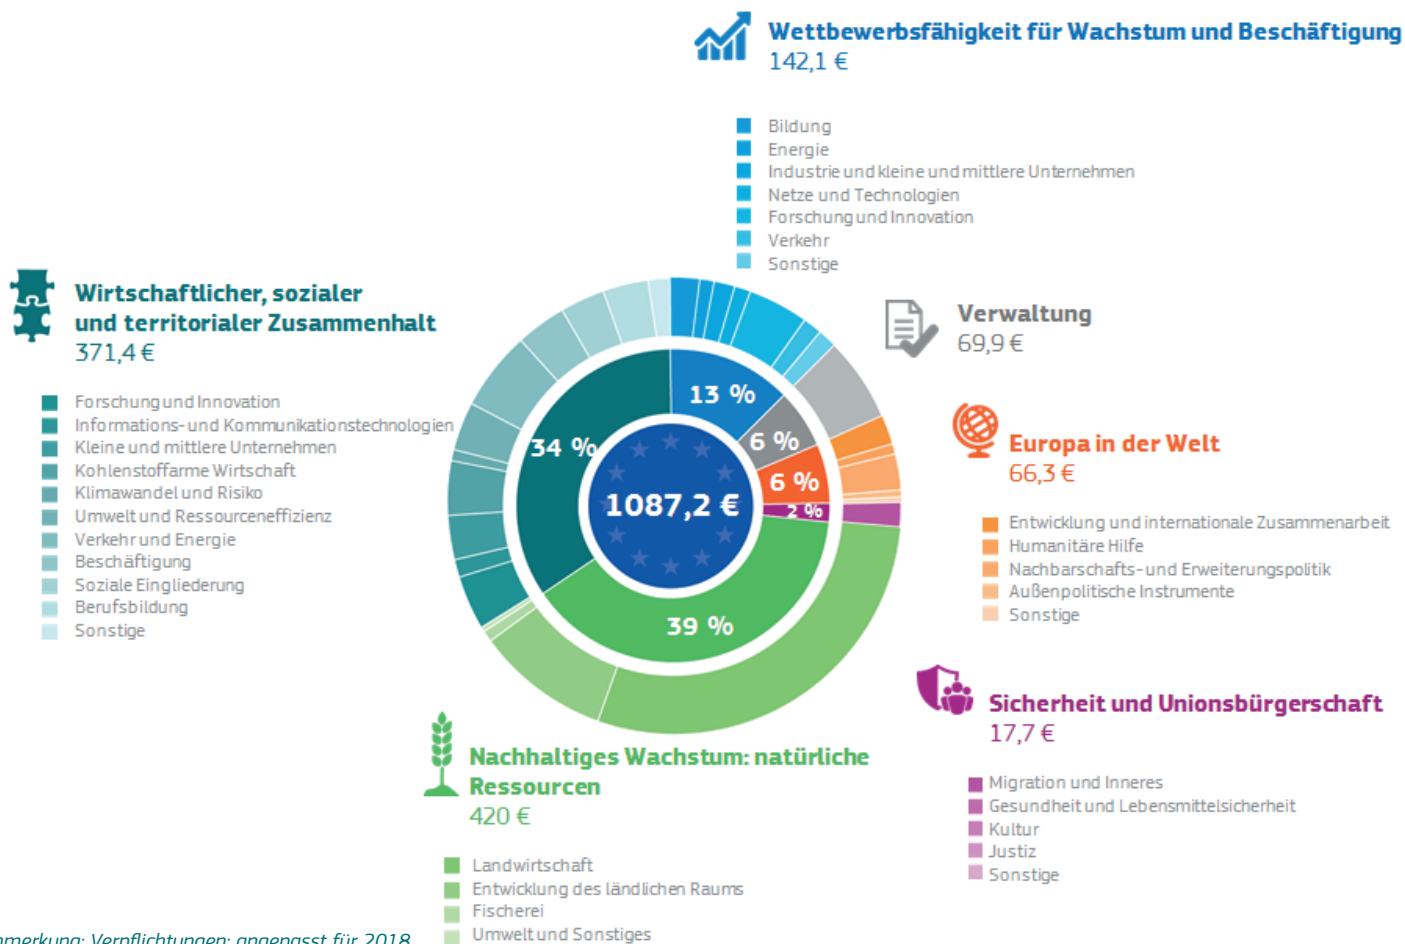 Wettbewerbsfähigkeit für Wachstum und Beschäftigung
142,1 €
Bildung
Energie
Industrie und kleine und mittlere Unternehmen
Netze und Technologien
Forschung und Innovation
Verkehr
Sonstige
Wirtschaftlicher, sozialer
und territorialer Zusammenhalt
371,4 €
Forschung und Innovation
Informations- und Kommunikationstechnologien
Kleine und mittlere Unternehmen
Kohlenstoffarme Wirtschaft
Klimawandel und Risiko
Umwelt und Ressourceneffizienz
Verkehr und Energie
Beschäftigung
Soziale Eingliederung
Berufsbildung
Sonstige
13 %
6 %
6 %
2 %
39 %
34 %
1087,2 €
Verwaltung
69,9 €
Europa in der Welt
66,3 €
Entwicklung und internationale Zusammenarbeit
Humanitäre Hilfe
Nachbarschafts- und Erweiterungspolitik
Außenpolitische Instrumente
Sonstige
Sicherheit und Unionsbürgerschaft
17,7 €
Migration und Inneres
Gesundheit und Lebensmittelsicherheit
Kultur
Justiz
Sonstige
Nachhaltiges Wachstum: natürliche
Ressourcen
420 €
Landwirtschaft
Entwicklung des ländlichen Raums
Fischerei
Umwelt und Sonstiges
nmerkung: Verpflichtungen; angepasst für 2018